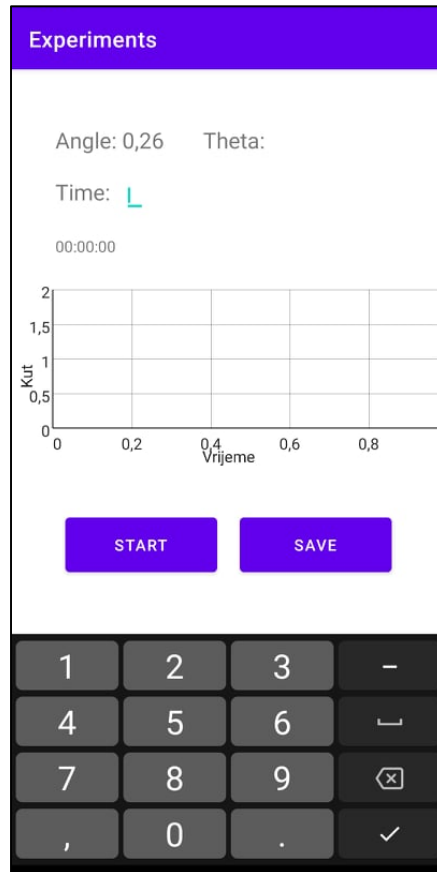 Experiments
Angle: 0,26 Theta:
Time:
00:00:00
2
1,5
1
Kut
0,5
0
0 0,2 0,4 0,6 0,8
Vrijeme
START SAVE
1 2 3 -
4 5 6
7 8 9
, 0 .